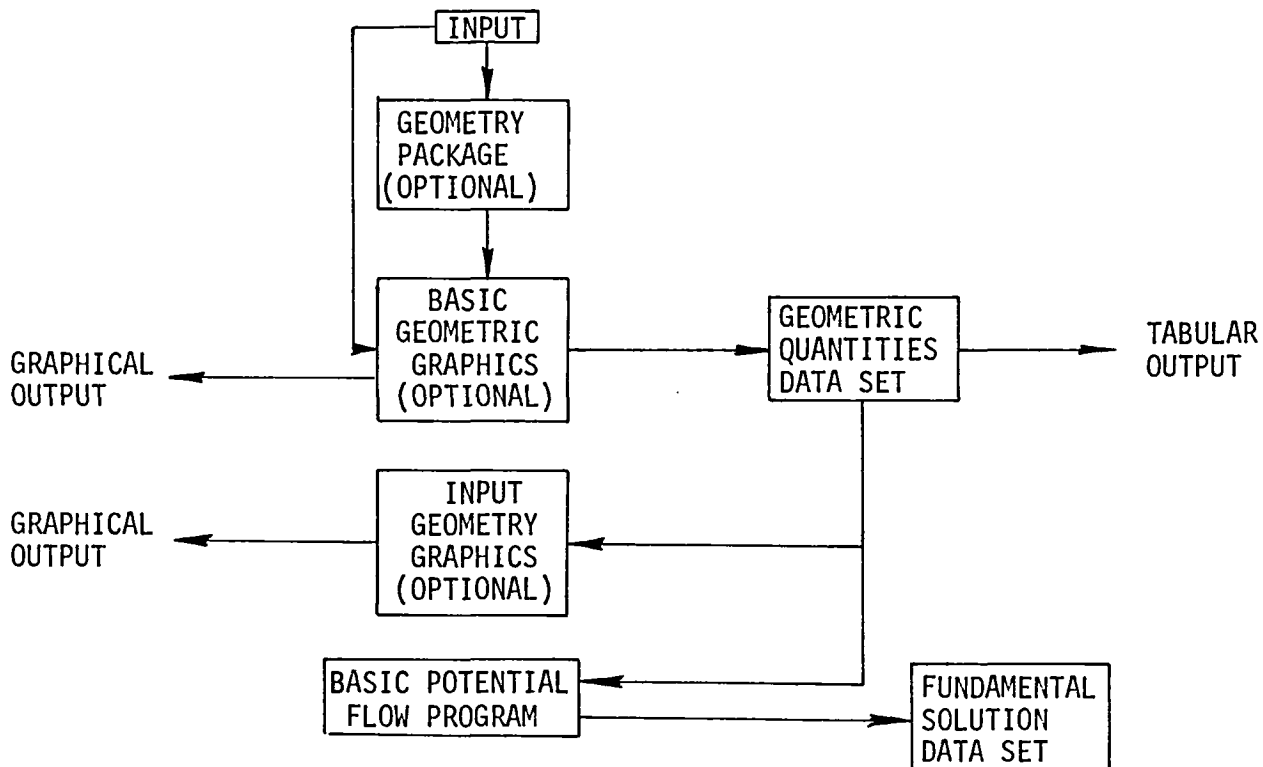 INPUT
GEOMETRY
PACKAGE
(OPTIONAL)
BASIC
GEOMETRIC
GRAPHICS
(OPTIONAL)
GRAPHICAL
OUTPUT
GEOMETRIC
QUANTITIES
DATA SET
TABULAR
OUTPUT
INPUT
GEOMETRY
GRAPHICS
(OPTIONAL)
GRAPHICAL
OUTPUT
BASIC POTENTIAL
FLOW PROGRAM
FUNDAMENTAL
SOLUTION
DATA SET